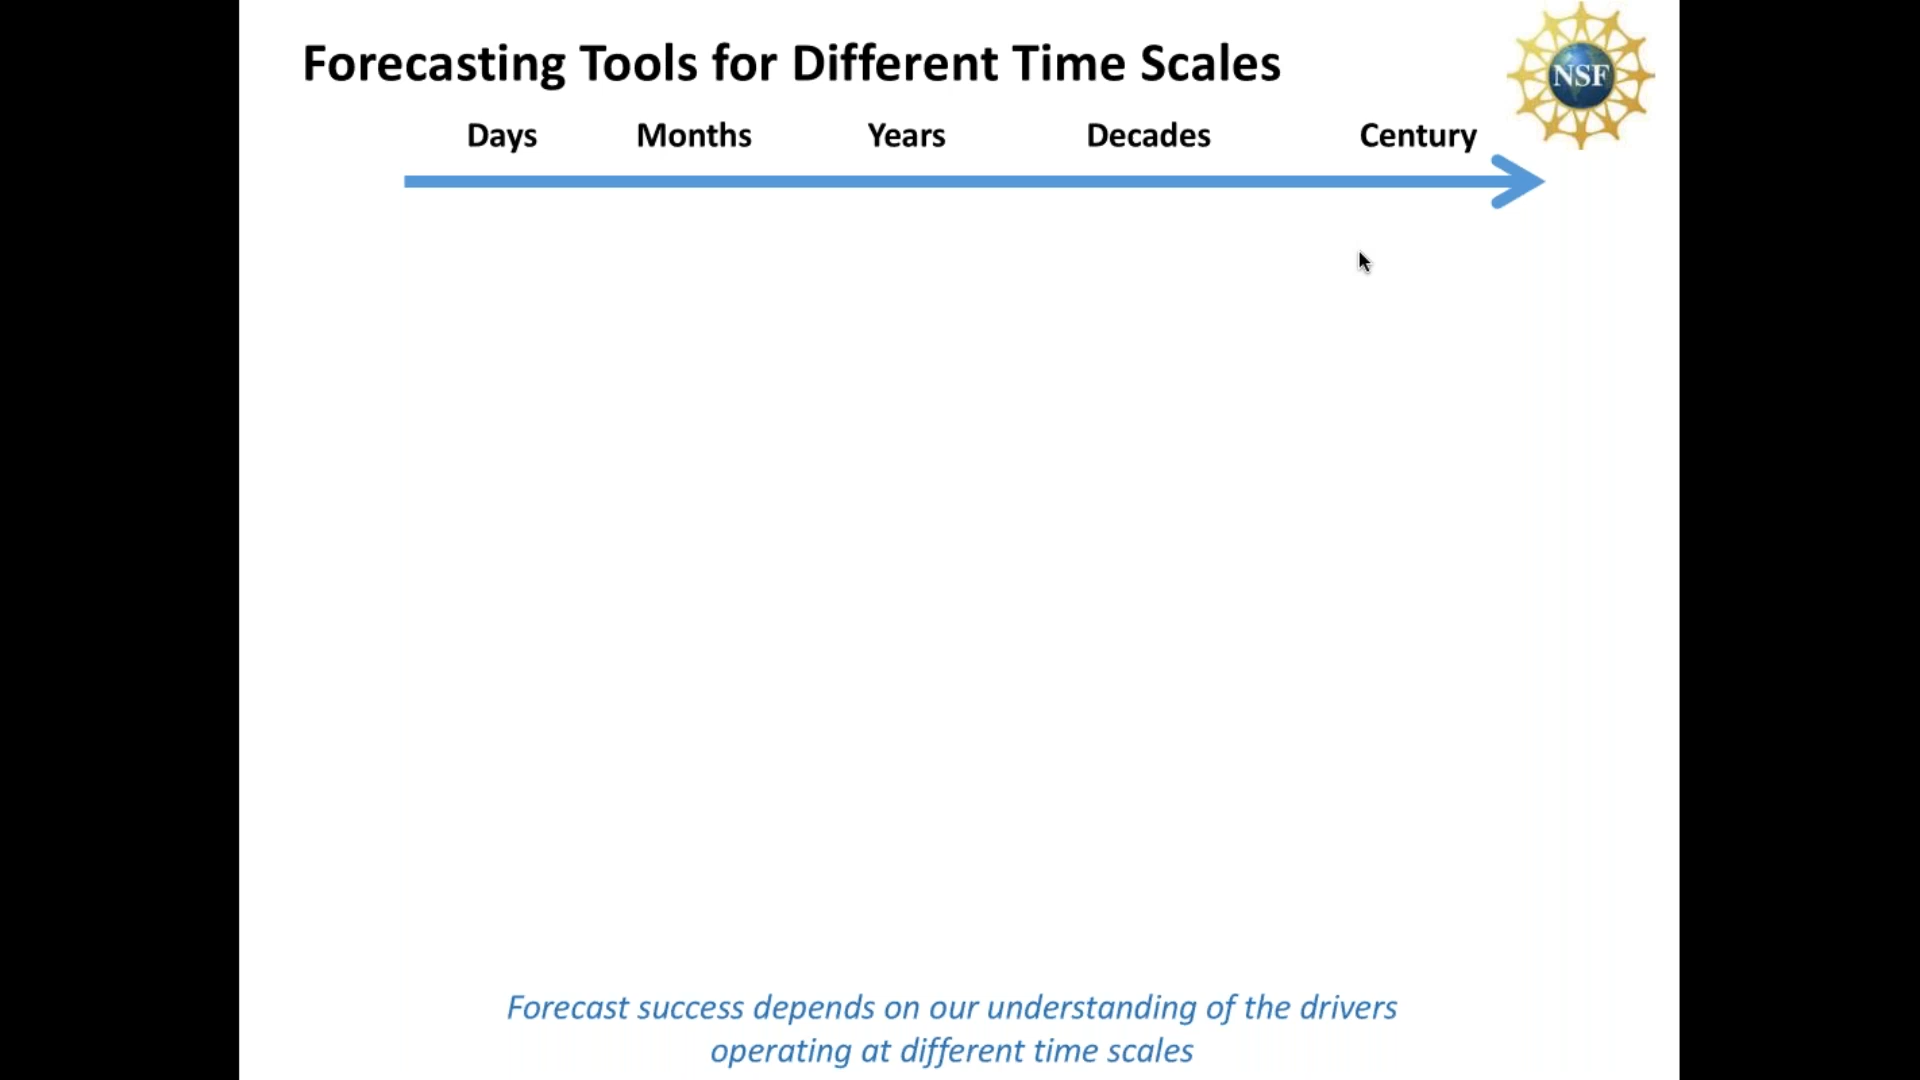 Forecasting Tools for Different Time Scales
NSF
Days Months Years Decades Century
Forecast success depends on our understanding of the drivers
operating at different time scales